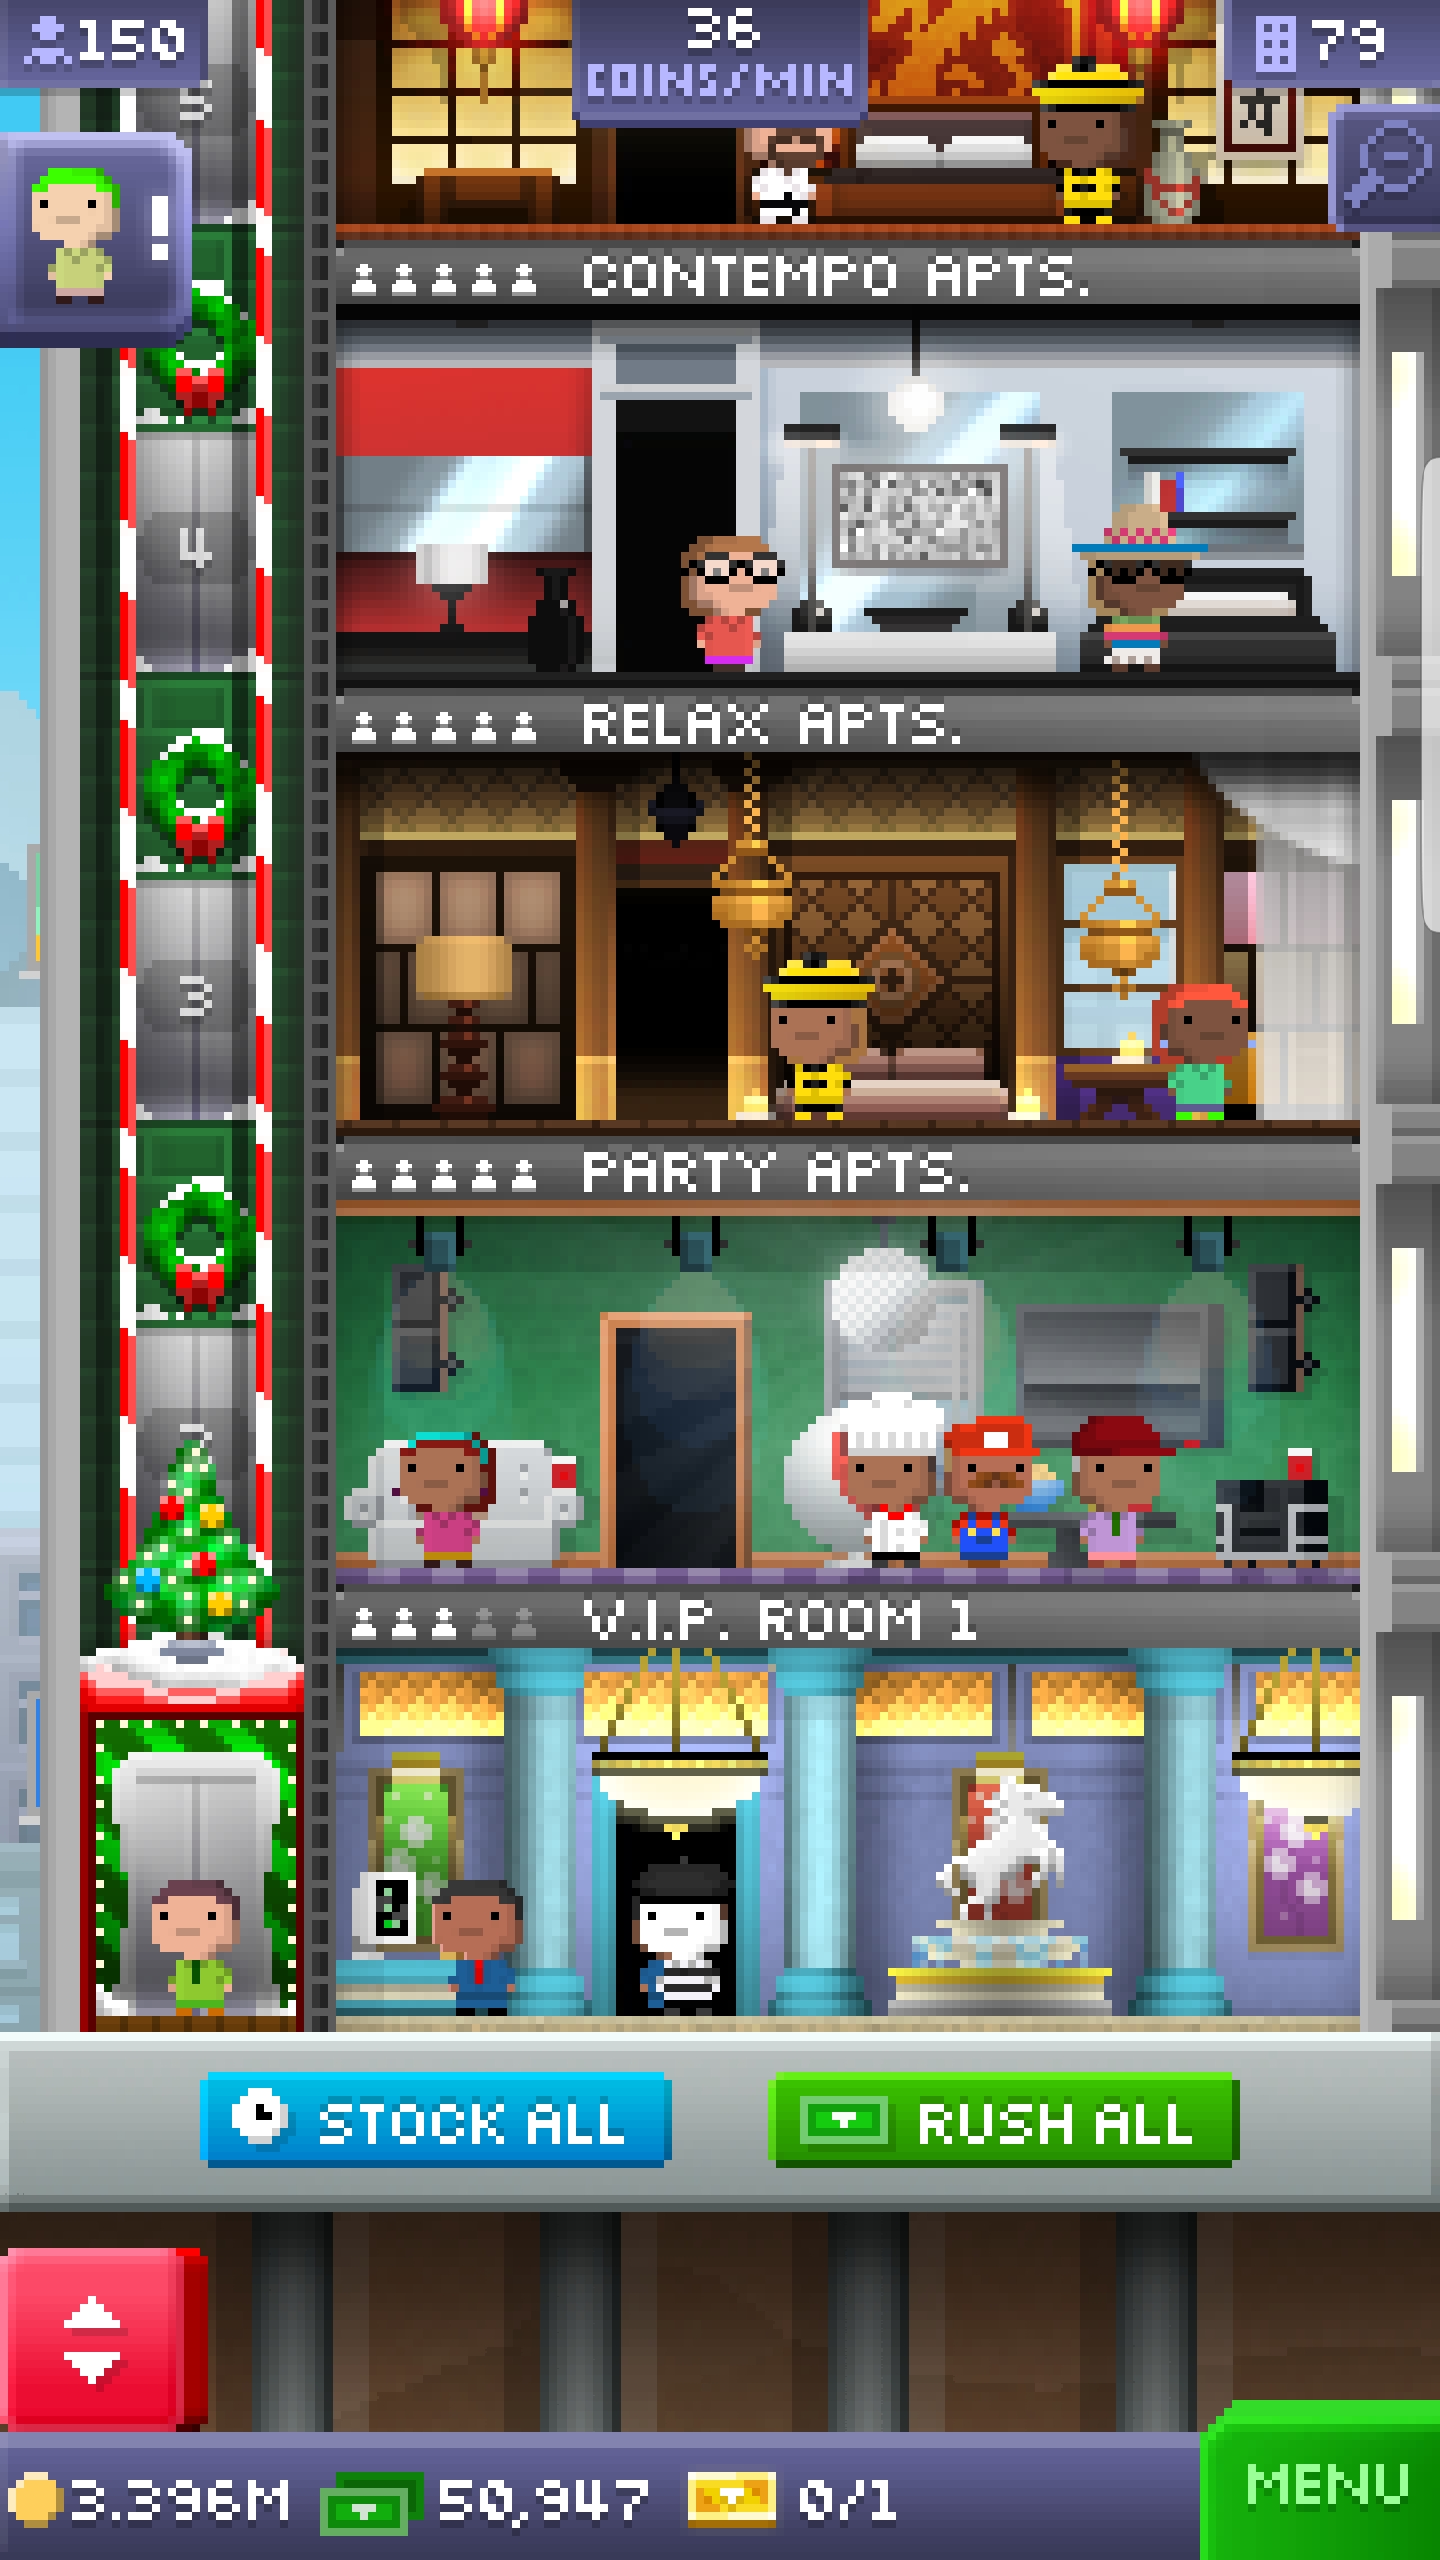 150
36
COINS/MIN
79
5
!
CONTEMPO APTS.
4
RELAX APTS.
3
PARTY APTS.
2
V.I.P. ROOM 1
STOCK ALL
RUSH ALL
3.396M
50,947
0/1
MENU